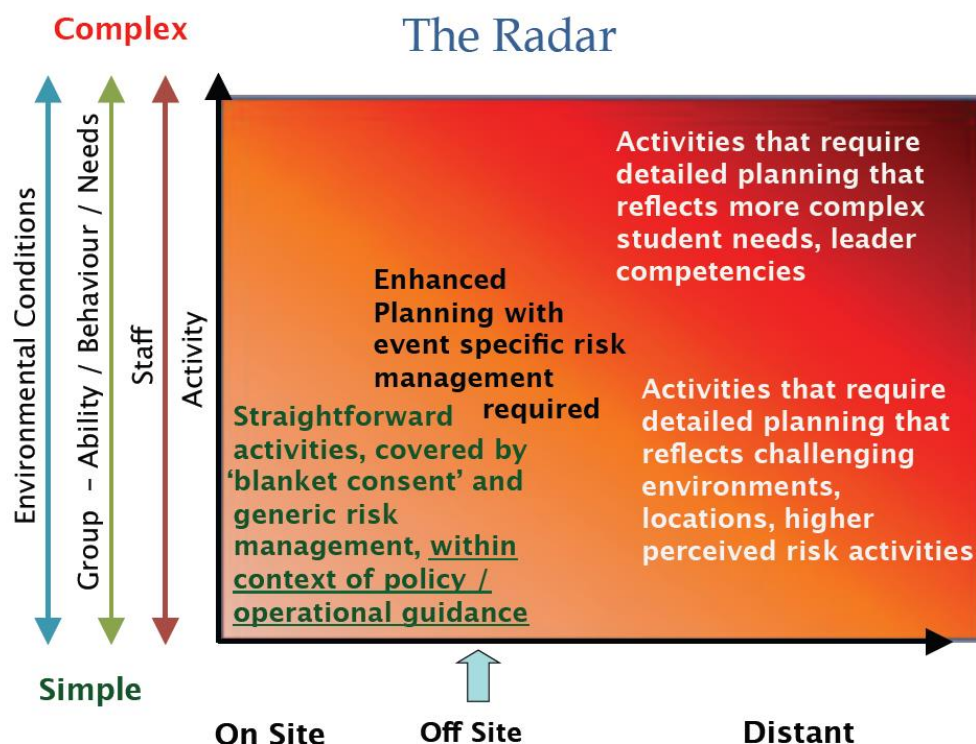 Complex
The Radar
Environmental Conditions
Group - Ability / Behaviour / Needs
Staff
Activity
Activities that require
detailed planning that
reflects more complex
student needs, leader
competencies
Enhanced
Planning with
event specific risk
management
required
Straightforward
activities, covered by
‘blanket consent’ and
generic risk
management, within
context of policy /
operational guidance
Activities that require
detailed planning that
reflects challenging
environments,
locations, higher
perceived risk activities
Simple
On Site
Off Site
Distant